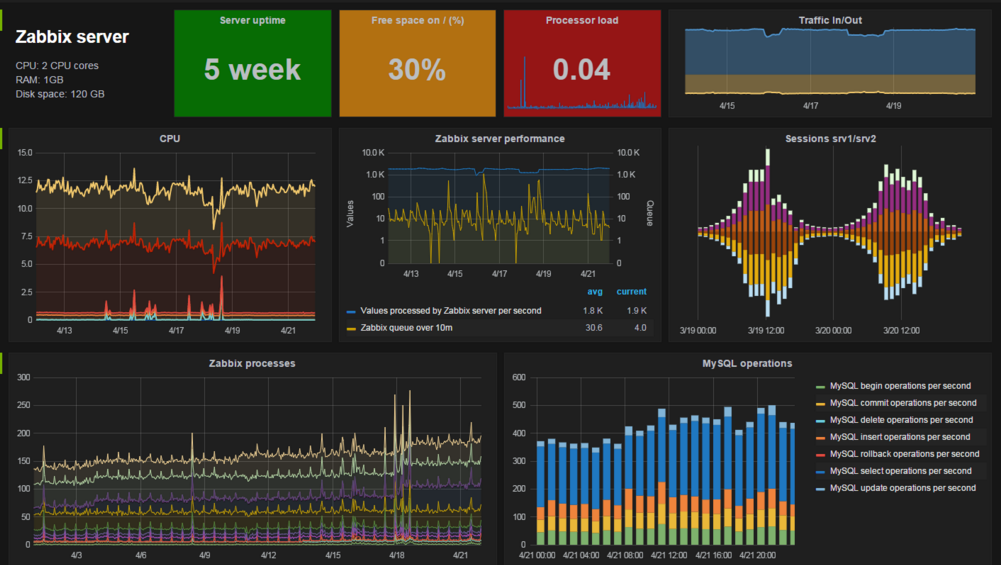 Zabbix server
CPU: 2 CPU cores
RAM: 1GB
Disk space: 120 GB
Server uptime
5 week
Free space on / (%)
30%
Processor load
0.04
Traffic In/Out
4/15 4/17 4/19
CPU
15.0
12.5
10.0
7.5
5.0
2.5
0
4/13 4/15 4/17 4/19 4/21
Zabbix server performance
10.0 K 10.0 K
1.0 K 1.0 K
100 100
10 10
1 1
0 0
Values
Queue
4/13 4/15 4/17 4/19 4/21
avg current
Values processed by Zabbix server per second 1.8 K 1.9 K
Zabbix queue over 10m 30.6 4.0
Sessions srv1/srv2
3/19 00:00 3/19 12:00 3/20 00:00 3/20 12:00
Zabbix processes
300
250
200
150
100
50
0
4/3 4/6 4/9 4/12 4/15 4/18 4/21
MySQL operations
600
500
400
300
200
100
0
4/21 00:00 4/21 04:00 4/21 08:00 4/21 12:00 4/21 16:00 4/21 20:00
MySQL begin operations per second
MySQL commit operations per second
MySQL delete operations per second
MySQL insert operations per second
MySQL rollback operations per second
MySQL select operations per second
MySQL update operations per second